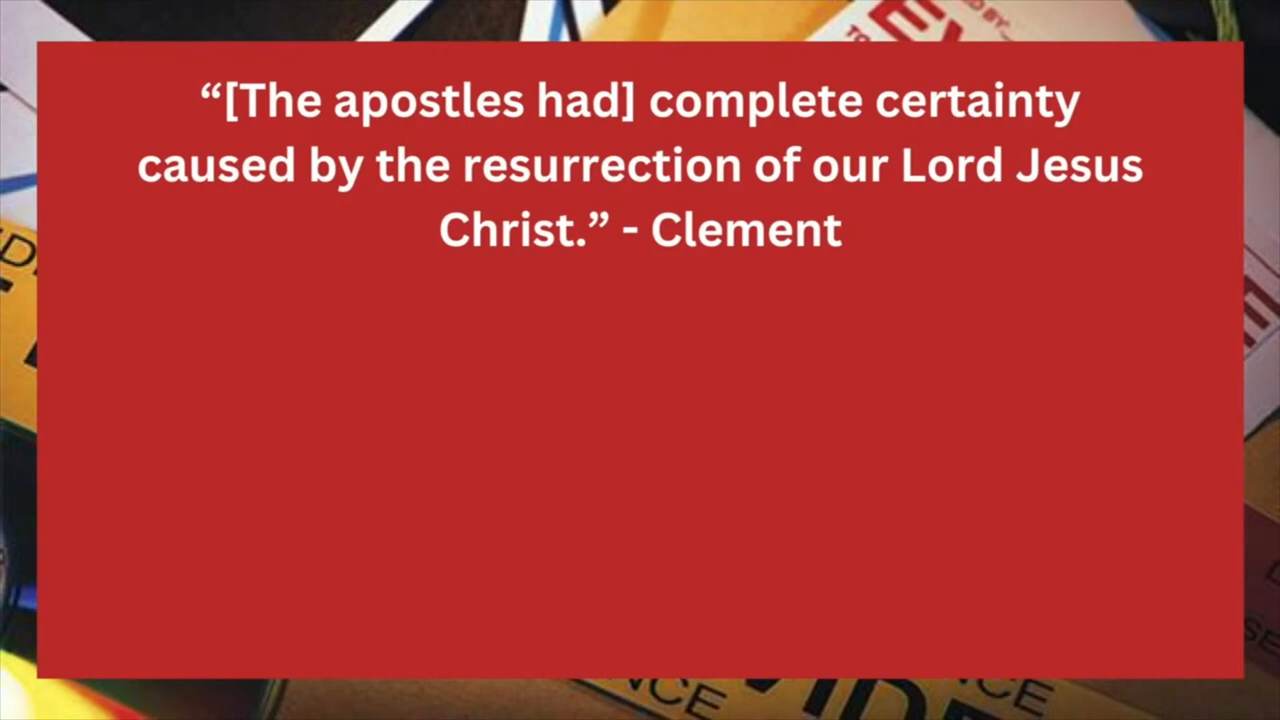 “[The apostles had] complete certainty
caused by the resurrection of our Lord Jesus
Christ.” - Clement